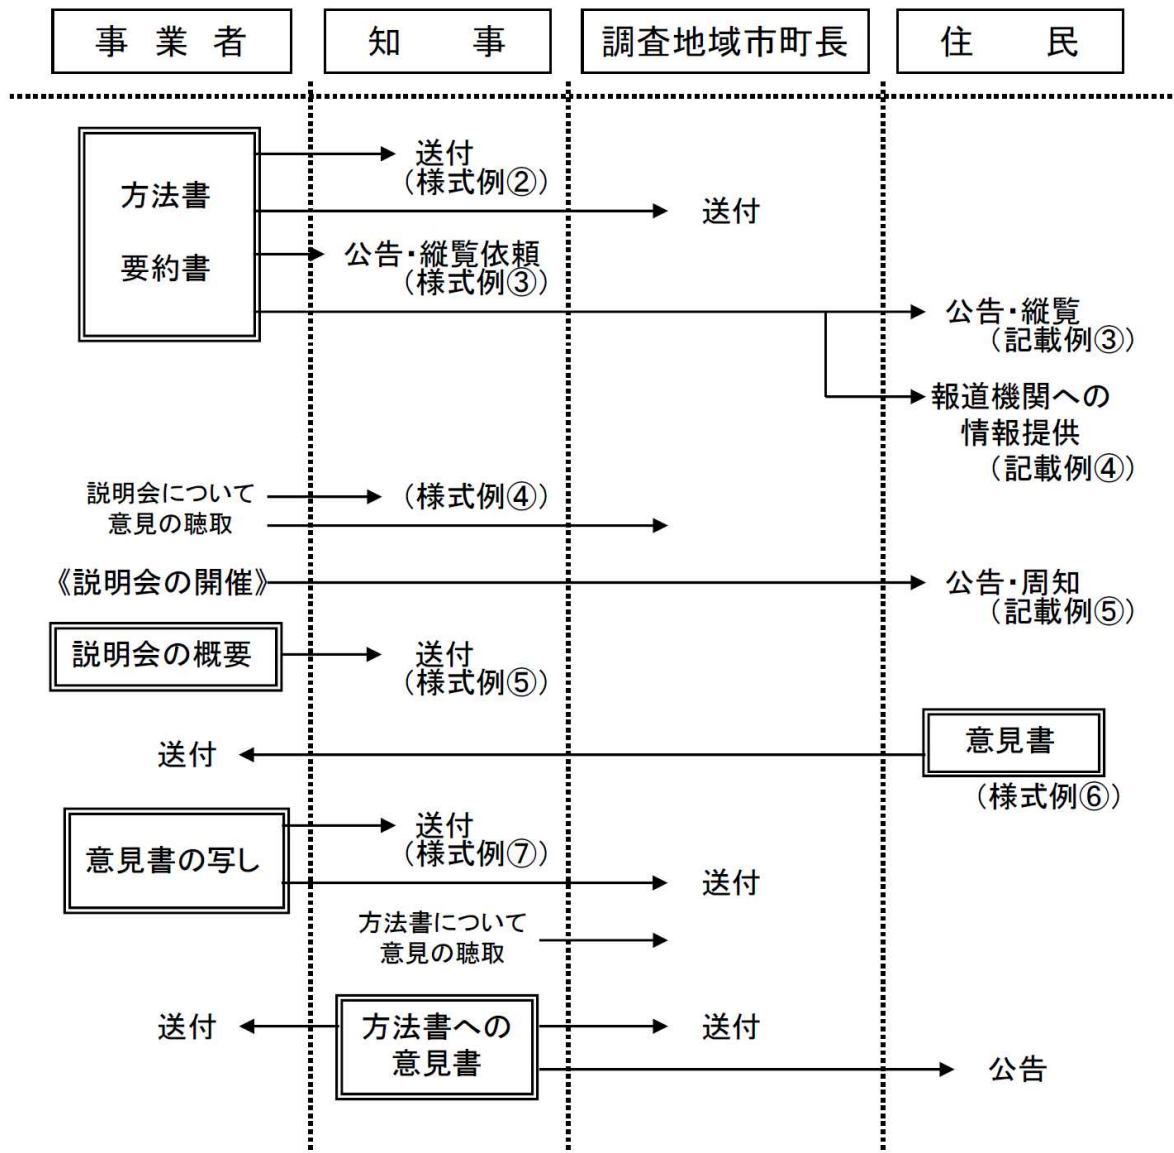 事 業 者
知 事
調査地域市町長
住 民
方法書
要約書
送付
(様式例②)
送付
公告・縦覧依頼
(様式例③)
公告・縦覧
(記載例③)
報道機関への
情報提供
(記載例④)
説明会について
意見の聴取
(様式例④)
《説明会の開催》
公告・周知
(記載例⑤)
説明会の概要
送付
(様式例⑤)
送付
意見書
(様式例⑥)
意見書の写し
送付
(様式例⑦)
送付
方法書について
意見の聴取
送付
方法書への
意見書
送付
公告